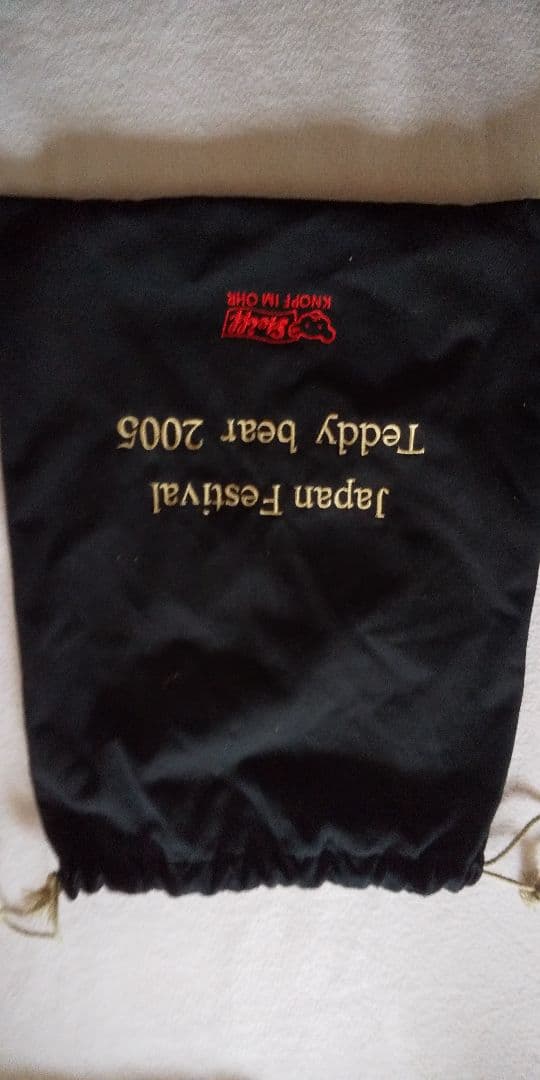 Japan Festival
Teddy bear 2005
Steiff
KNOPF IM OHR